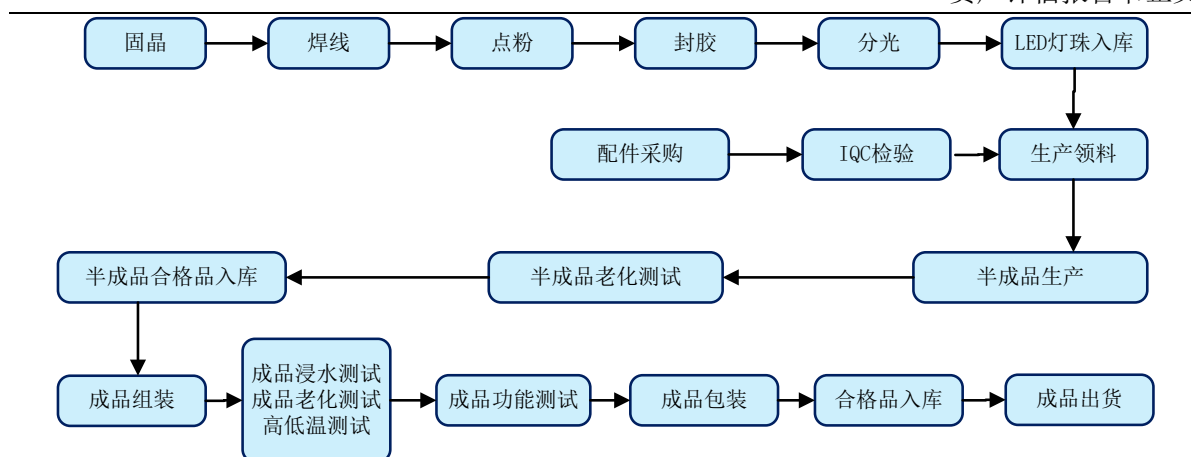 固晶
焊线
点粉
封胶
分光
LED灯珠入库
配件采购
IQC检验
生产领料
半成品合格品入库
半成品老化测试
半成品生产
成品组装
成品浸水测试
成品老化测试
高低温测试
成品功能测试
成品包装
合格品入库
成品出货